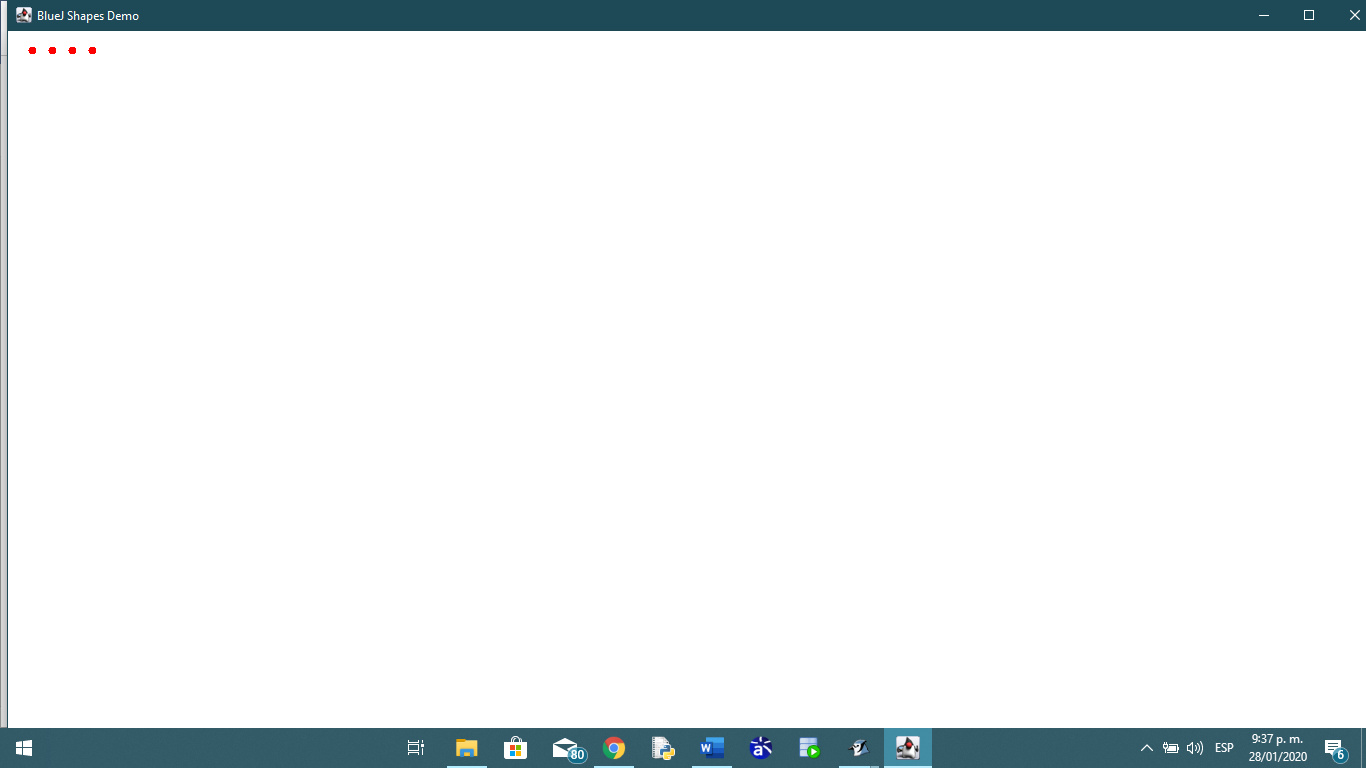 BlueJ Shapes Demo
80
W
a
ESP
9:37 p. m.
28/01/2020
6